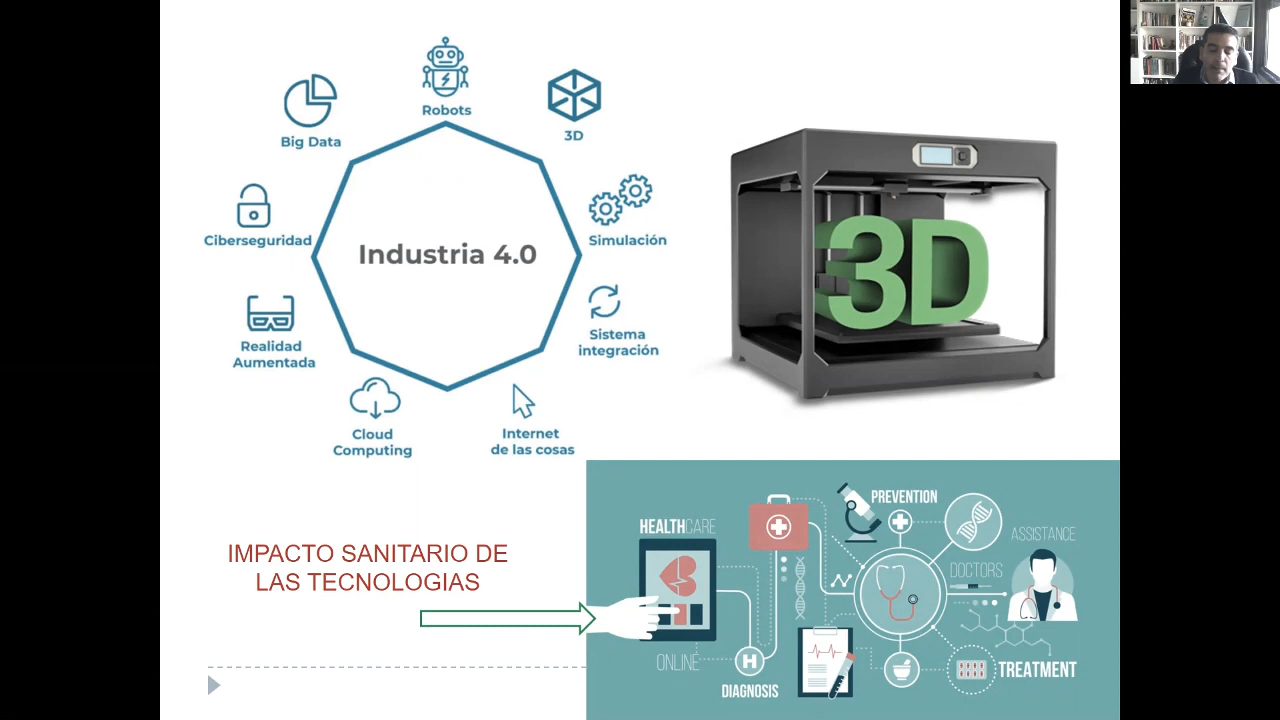 Robots
Big Data
3D
Ciberseguridad
Industria 4.0
Simulación
Realidad
Aumentada
Sistema
integración
Cloud
Computing
Internet
de las cosas
3D
IMPACTO SANITARIO DE
LAS TECNOLOGIAS
HEALTHCARE
PREVENTION
ASSISTANCE
DOCTORS
ONLINE
H
DIAGNOSIS
TREATMENT